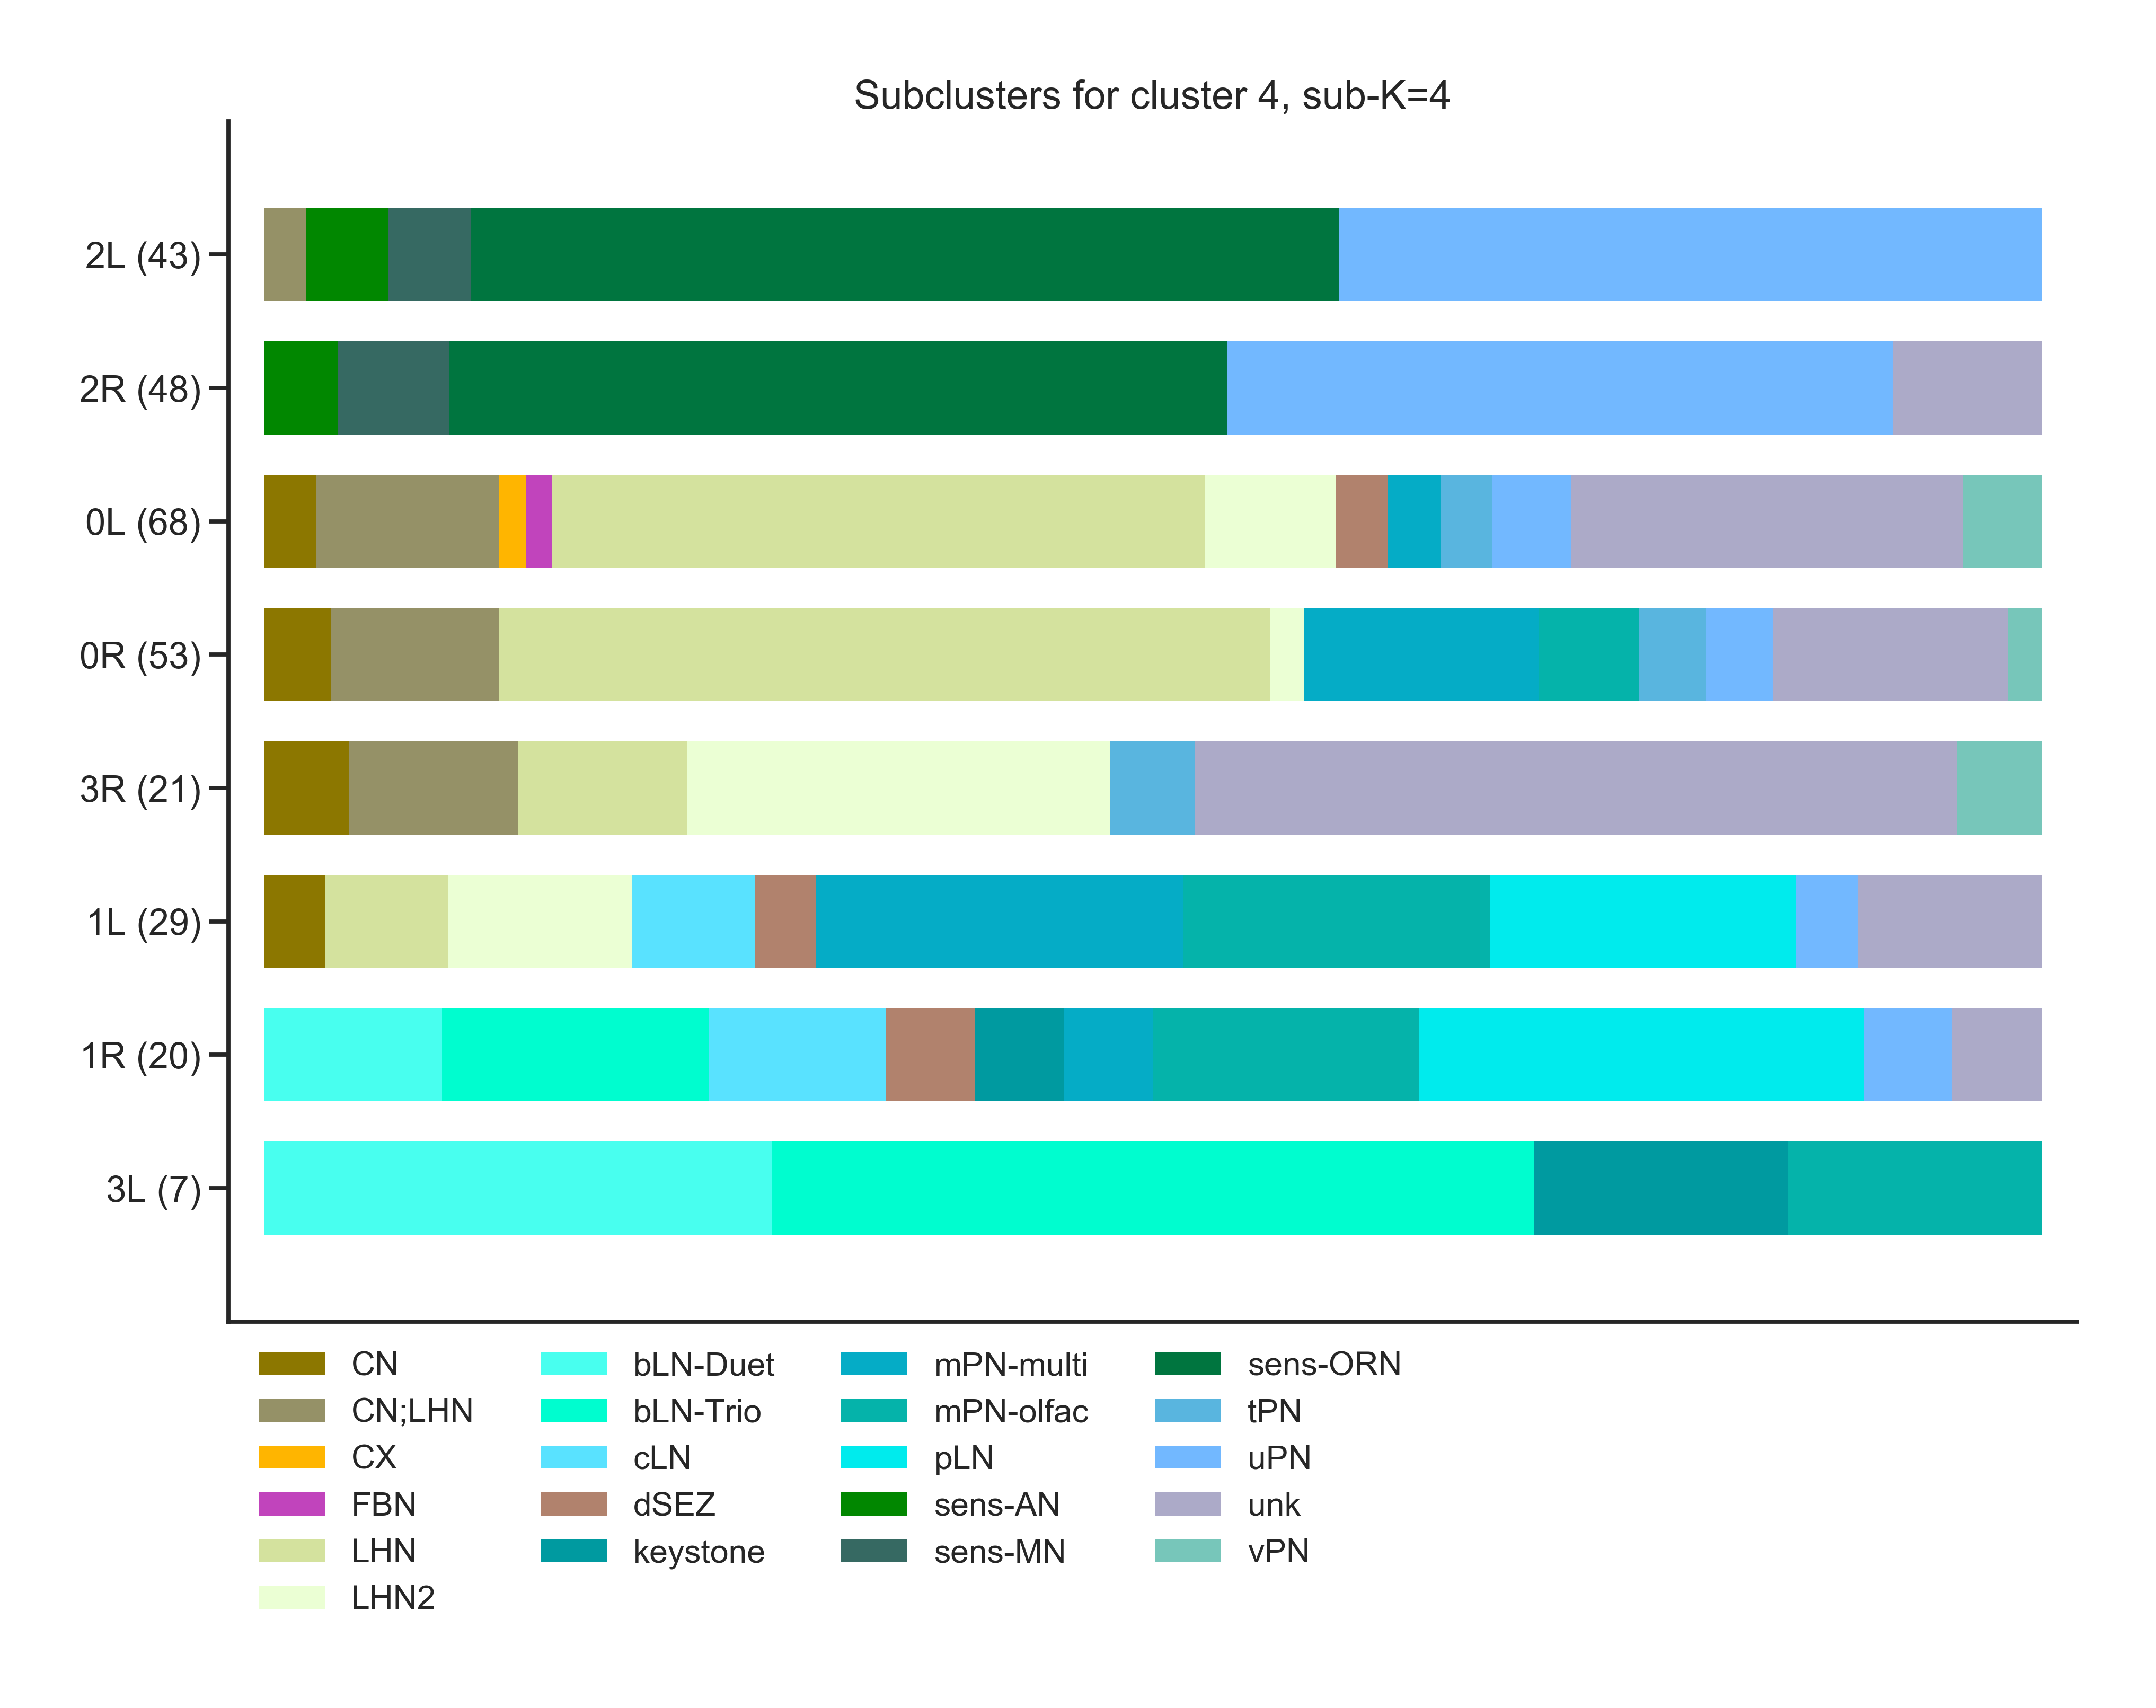 Subclusters for cluster 4, sub-K=4
2L (43)
2R (48)
0L (68)
0R (53)
3R (21)
1L (29)
1R (20)
3L (7)
CN
CN;LHN
CX
FBN
LHN
LHN2
bLN-Duet
bLN-Trio
cLN
dSEZ
keystone
mPN-multi
mPN-olfac
pLN
sens-AN
sens-MN
sens-ORN
tPN
uPN
unk
vPN